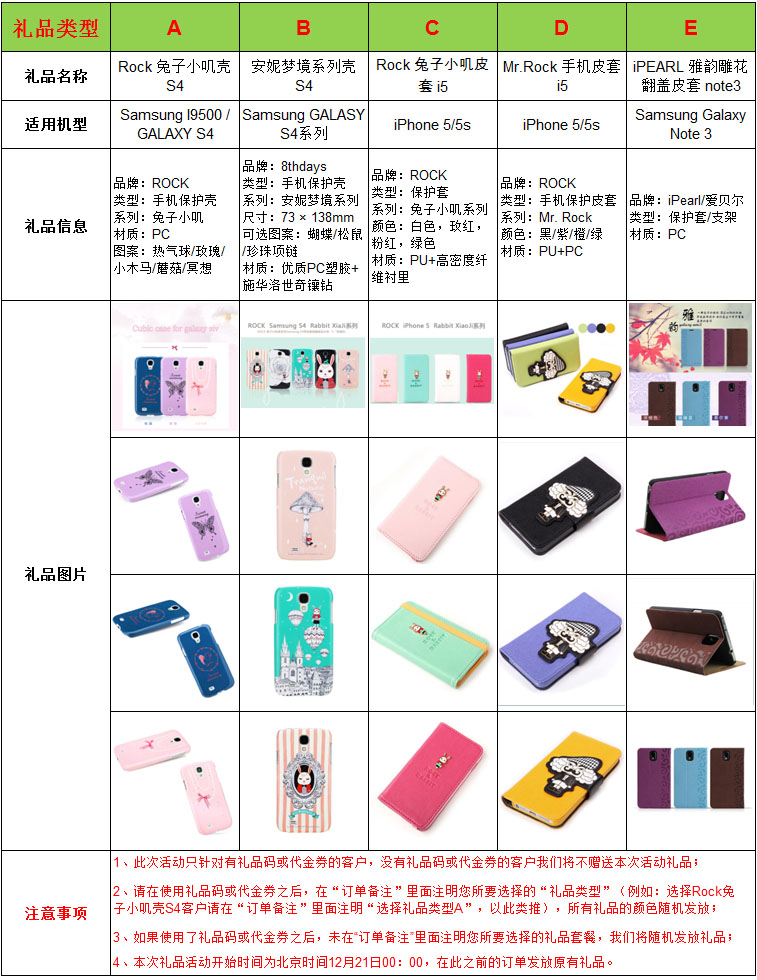 礼品类型 A B C D E
礼品名称
Rock 兔子小叽壳
S4
安妮梦境系列壳
S4
Rock 兔子小叽皮
套 i5
Mr.Rock 手机皮套
i5
iPEARL 雅韵雕花
翻盖皮套 note3
适用机型
Samsung I9500 /
GALAXY S4
Samsung GALASY
S4系列
iPhone 5/5s
iPhone 5/5s
Samsung Galaxy
Note 3
礼品信息
品牌：ROCK
类型：手机保护壳
系列：兔子小叽
材质：PC
图案：热气球/玫瑰/
小木马/蘑菇/冥想
品牌：8thdays
类型：手机保护壳
系列：安妮梦境系列
尺寸：73 × 138mm
可选图案：蝴蝶/松鼠
/珍珠项链
材质：优质PC塑胶+
施华洛世奇镶钻
品牌：ROCK
类型：保护套
系列：兔子小叽系列
颜色：白色，玫红，
粉红，绿色
材质：PU+高密度纤
维衬里
品牌：ROCK
类型：手机保护皮套
系列：Mr. Rock
颜色：黑/紫/橙/绿
材质：PU+PC
品牌：iPearl/爱贝尔
类型：保护套/支架
材质：PC
礼品图片
Cubic case for galaxy siv
ROCK Samsung S4 Rabbit XiaJi系列
ROCK iPhone 5 Rabbit XiaoJi系列
雅
韵
Tranquil
注意事项
1、此次活动只针对有礼品码或代金券的客户，没有礼品码或代金券的客户我们将不赠送本次活动礼品；
2、请在使用礼品码或代金券之后，在“订单备注”里面注明您所要选择的“礼品类型”（例如：选择Rock兔
子小叽壳S4客户请在“订单备注”里面注明“选择礼品类型A”，以此类推），所有礼品的颜色随机发放；
3、如果使用了礼品码或代金券之后，未在“订单备注”里面注明您所要选择的礼品套餐，我们将随机发放礼品；
4、本次礼品活动开始时间为北京时间12月21日00：00，在此之前的订单发放原有礼品。